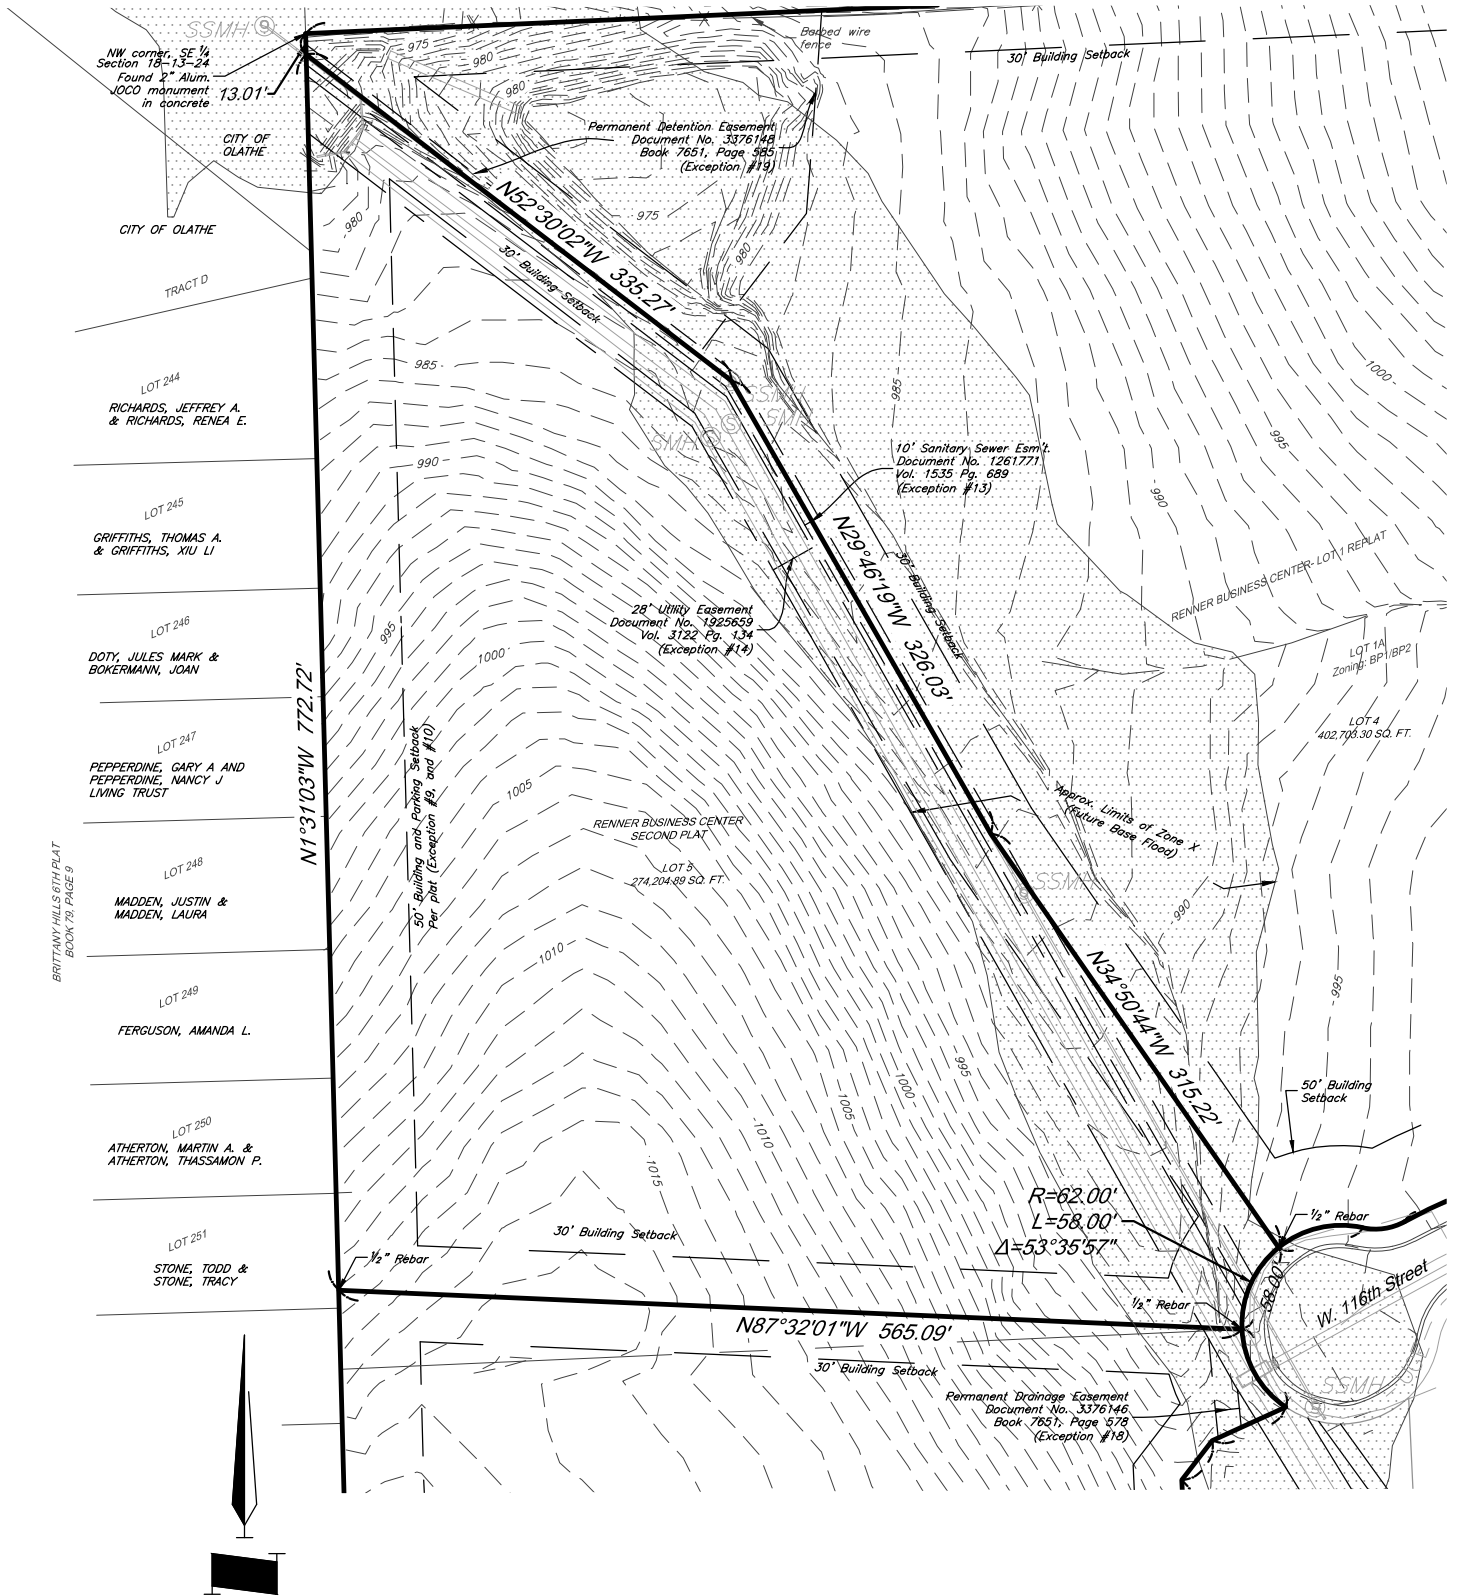 SSMH
NW corner, SE ¼
Section 18-13-24
Found 2" Alum.
JOCO monument
in concrete
13.01'
975
980
980
Barbed wire
fence
30' Building Setback
CITY OF
OLATHE
Permanent Detention Easement
Document No. 3376148
Book 7651, Page 585
(Exception #19)
CITY OF OLATHE
980
N52°30'02"W 335.27'
30' Building Setback
975
980
TRACT D
985
985
1000
LOT 244
RICHARDS, JEFFREY A.
& RICHARDS, RENEA E.
SSMH
SSMH
SMH
995
990
990
10' Sanitary Sewer Esm't.
Document No. 1261771
Vol. 1535 Pg. 689
(Exception #13)
LOT 245
GRIFFITHS, THOMAS A.
& GRIFFITHS, XIU LI
N29°46'19"W 326.03'
30' Building Setback
RENNER BUSINESS CENTER- LOT 1 REPLAT
28' Utility Easement
Document No. 1925659
Vol. 3122 Pg. 134
(Exception #14)
LOT 246
DOTY, JULES MARK &
BOKERMANN, JOAN
995
1000
LOT 1A
Zoning: BP1/BP2
N1°31'03"W 772.72'
LOT 4
402,703.30 SQ. FT.
LOT 247
PEPPERDINE, GARY A AND
PEPPERDINE, NANCY J
LIVING TRUST
50' Building and Parking Setback
Per plat (Exception #9, and #10)
1005
RENNER BUSINESS CENTER
SECOND PLAT
LOT 5
274,204.89 SQ. FT.
Approx. Limits of Zone X
(Future Base Flood)
SSMH
BRITTANY HILLS 6TH PLAT
BOOK 79, PAGE 9
LOT 248
MADDEN, JUSTIN &
MADDEN, LAURA
990
1010
N34°50'44"W 315.22'
995
LOT 249
FERGUSON, AMANDA L.
995
1000
1005
1010
1015
50' Building
Setback
LOT 250
ATHERTON, MARTIN A. &
ATHERTON, THASSAMON P.
R=62.00'
L=58.00'
Δ=53°35'57"
½" Rebar
LOT 251
STONE, TODD &
STONE, TRACY
30' Building Setback
½" Rebar
58.00'
W. 116th Street
½" Rebar
N87°32'01"W 565.09'
30' Building Setback
SSMH
Permanent Drainage Easement
Document No. 3376146
Book 7651, Page 578
(Exception #18)